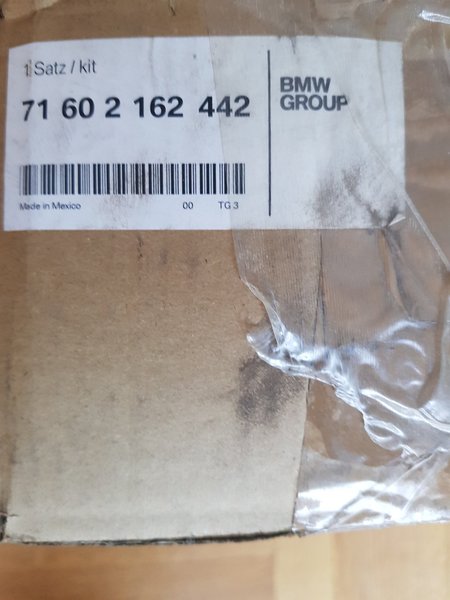 1 Satz / kit
71 60 2 162 442
BMW
GROUP
Made in Mexico 00 TG 3